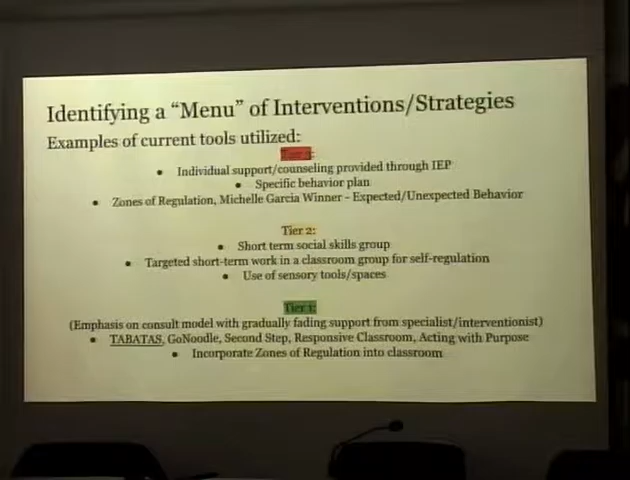 Identifying a “Menu” of Interventions/Strategies
Examples of current tools utilized:
Tier 3:
• Individual support/counseling provided through IEP
• Specific behavior plan
• Zones of Regulation, Michelle Garcia Winner – Expected/Unexpected Behavior
Tier 2:
• Short term social skills group
• Targeted short-term work in a classroom group for self-regulation
• Use of sensory tools/spaces
Tier 1:
(Emphasis on consult model with gradually fading support from specialist/interventionist)
• TABATAS, GoNoodle, Second Step, Responsive Classroom, Acting with Purpose
• Incorporate Zones of Regulation into classroom